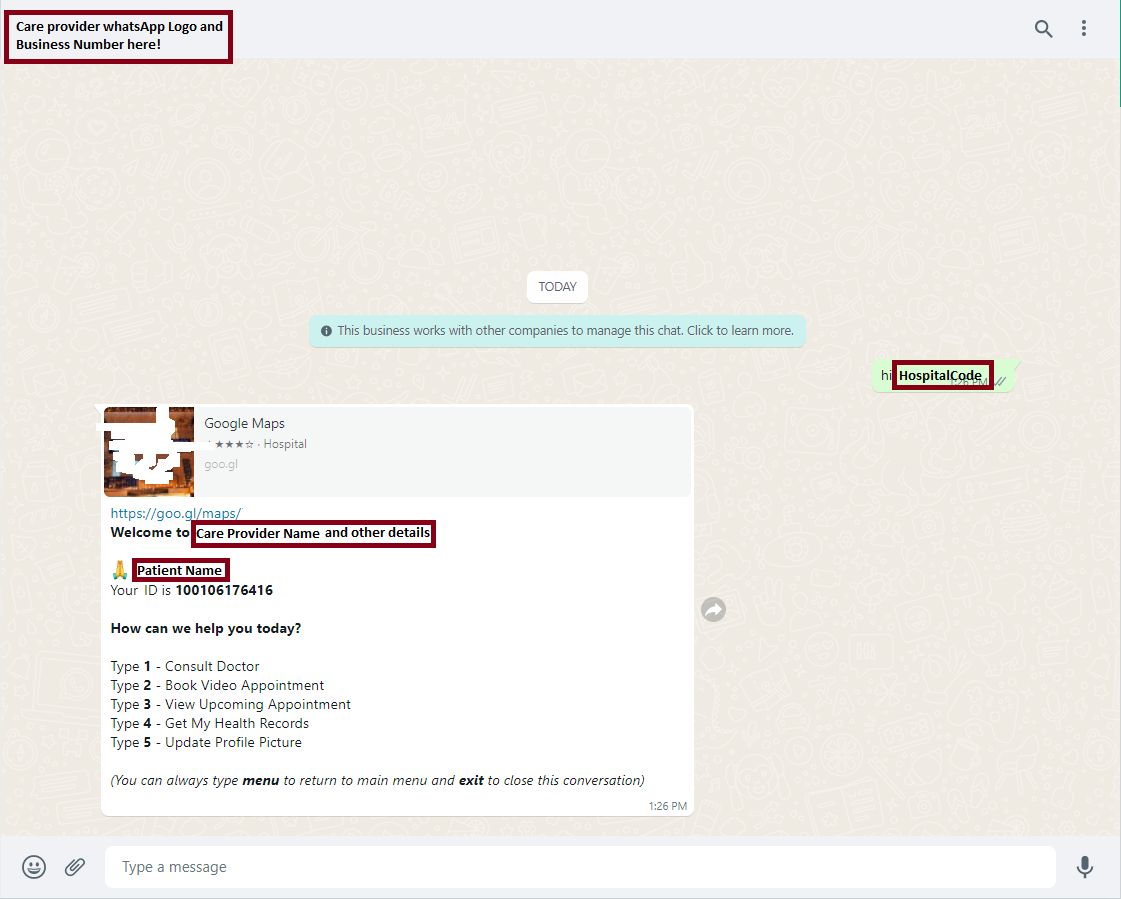 Care provider whatsApp Logo and
Business Number here!
TODAY
This business works with other companies to manage this chat. Click to learn more.
hi HospitalCode
1:26 PM
Google Maps
★★★☆ · Hospital
goo.gl
https://goo.gl/maps/
Welcome to Care Provider Name and other details
🙏 Patient Name
Your ID is 100106176416
How can we help you today?
Type 1 - Consult Doctor
Type 2 - Book Video Appointment
Type 3 - View Upcoming Appointment
Type 4 - Get My Health Records
Type 5 - Update Profile Picture
(You can always type menu to return to main menu and exit to close this conversation)
1:26 PM
Type a message